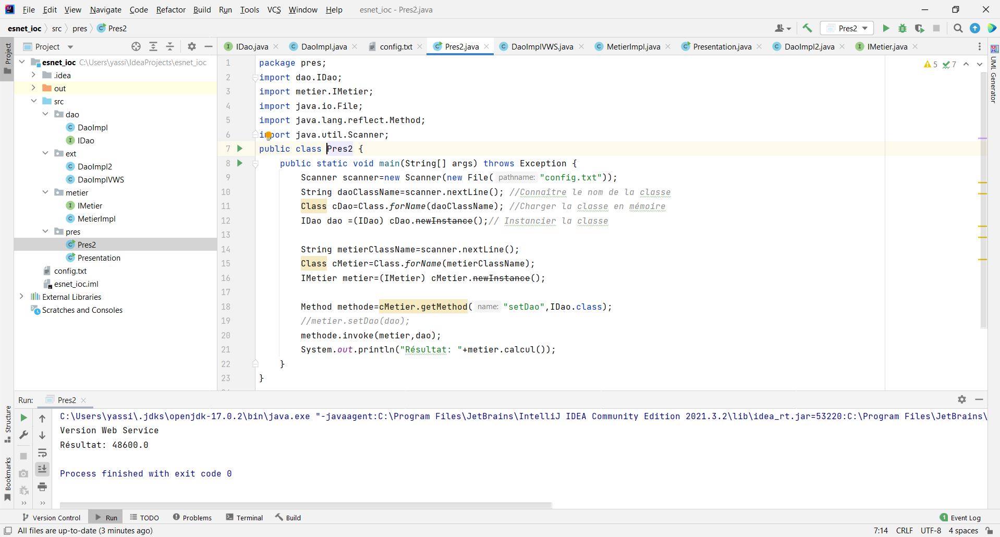 File Edit View Navigate Code Refactor Build Run Tools VCS Window Help esnet_ioc - Pres2.java
esnet_ioc src pres Pres2
Pres2
Project
Project
IDao.java DaoImpl.java config.txt Pres2.java DaoImplVWS.java MetierImpl.java Presentation.java DaoImpl2.java IMetier.java
UML Generator
esnet_ioc C:\Users\yassi\IdeaProjects\esnet_ioc
.idea
out
src
dao
DaoImpl
IDao
ext
DaoImpl2
DaoImplVWS
metier
IMetier
MetierImpl
pres
Pres2
Presentation
config.txt
esnet_ioc.iml
External Libraries
Scratches and Consoles
5 7
1 package pres;
2 import dao.IDao;
3 import metier.IMetier;
4 import java.io.File;
5 import java.lang.reflect.Method;
6 import java.util.Scanner;
7 public class Pres2 {
8 public static void main(String[] args) throws Exception {
9 Scanner scanner=new Scanner(new File( pathname: "config.txt"));
10 String daoClassName=scanner.nextLine(); //Connaître le nom de la classe
11 Class cDao=Class.forName(daoClassName); //Charger la classe en mémoire
12 IDao dao =(IDao) cDao.newInstance();// Instancier la classe
13
14 String metierClassName=scanner.nextLine();
15 Class cMetier=Class.forName(metierClassName);
16 IMetier metier=(IMetier) cMetier.newInstance();
17
18 Method methode=cMetier.getMethod( name: "setDao",IDao.class);
19 //metier.setDao(dao);
20 methode.invoke(metier,dao);
21 System.out.println("Résultat: "+metier.calcul());
22 }
23 }
Run: Pres2
Structure
Bookmarks
C:\Users\yassi\.jdks\openjdk-17.0.2\bin\java.exe "-javaagent:C:\Program Files\JetBrains\IntelliJ IDEA Community Edition 2021.3.2\lib\idea_rt.jar=53220:C:\Program Files\JetBrains\
Version Web Service
Résultat: 48600.0
Process finished with exit code 0
Version Control Run TODO Problems Terminal Build 1 Event Log
All files are up-to-date (3 minutes ago) 7:14 CRLF UTF-8 4 spaces